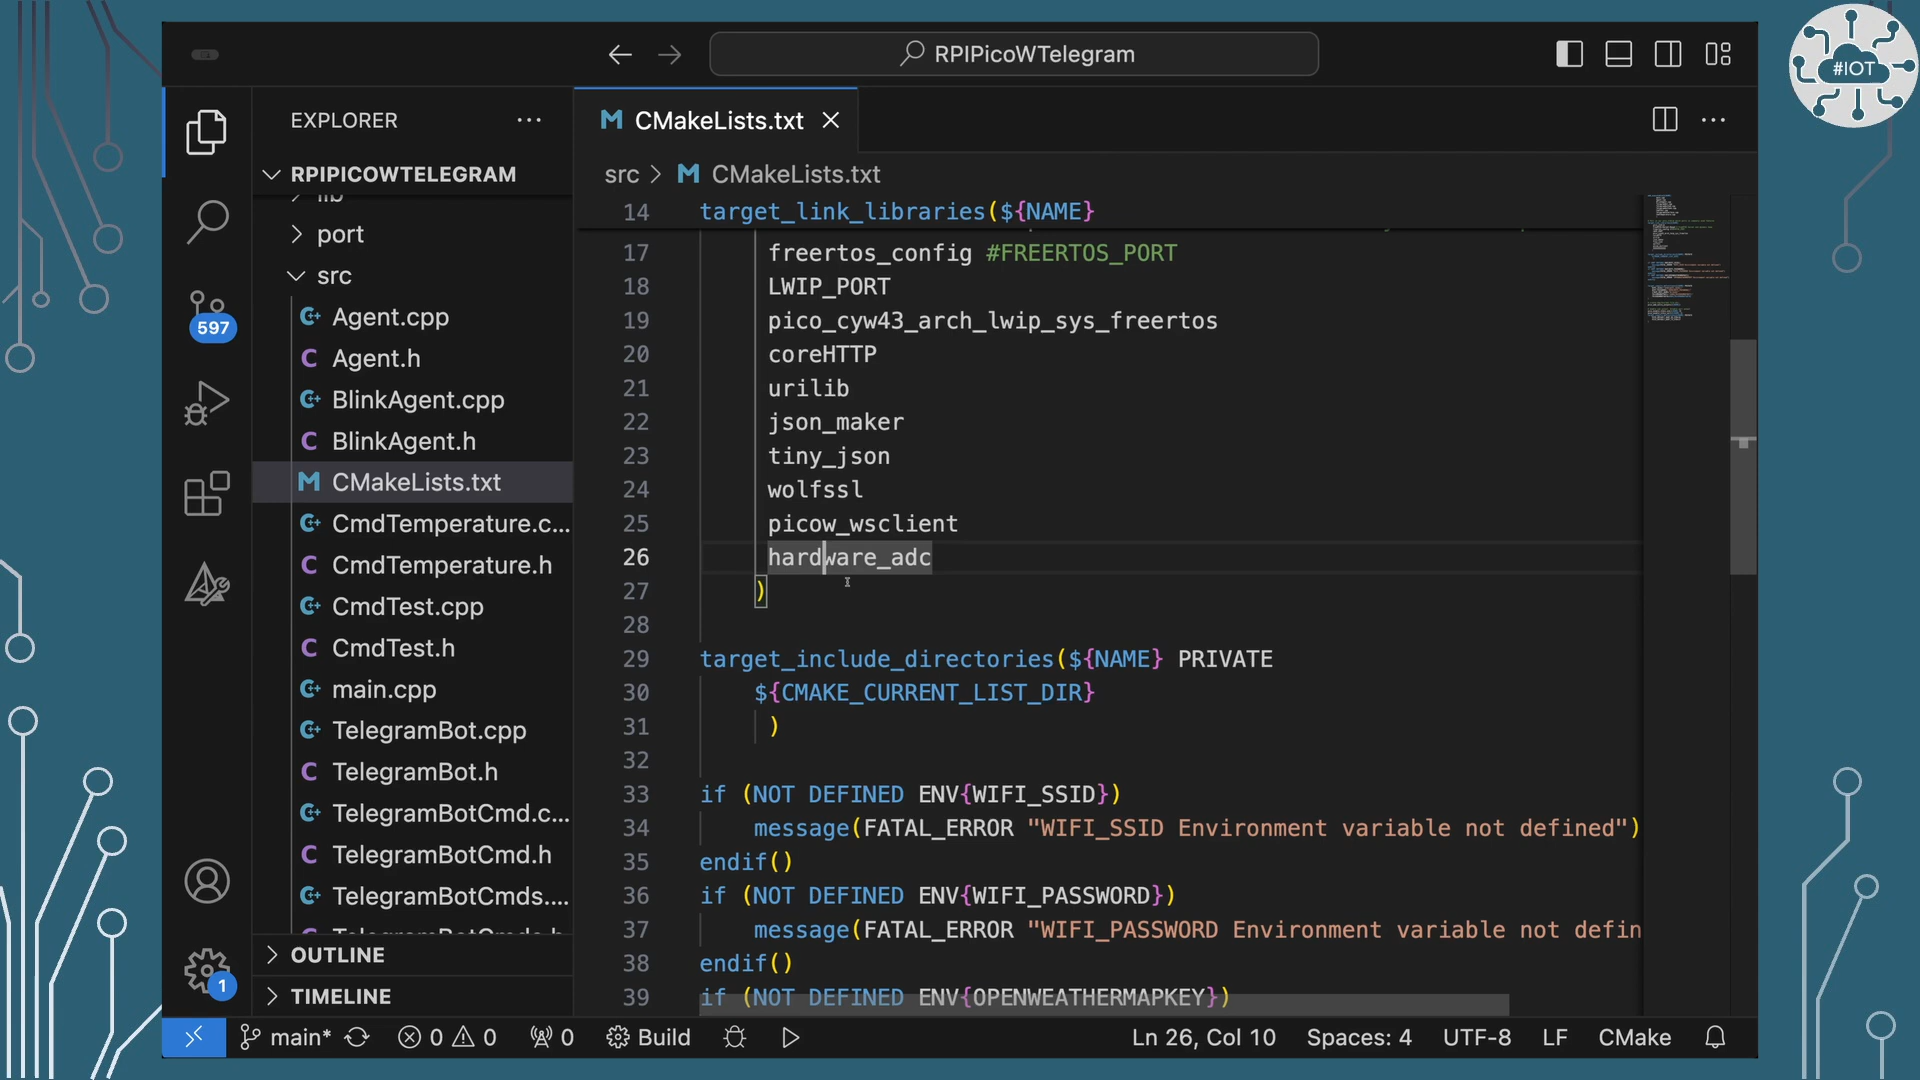 RPIPicoWTelegram
#IOT
EXPLORER
CMakeLists.txt
RPIPICOWTELEGRAM
src > CMakeLists.txt
lib
port
src
Agent.cpp
Agent.h
597
BlinkAgent.cpp
BlinkAgent.h
CMakeLists.txt
CmdTemperature.c...
CmdTemperature.h
CmdTest.cpp
CmdTest.h
main.cpp
TelegramBot.cpp
TelegramBot.h
TelegramBotCmd.c...
TelegramBotCmd.h
TelegramBotCmds....
OUTLINE
TIMELINE
1
14 target_link_libraries(${NAME}
17 freertos_config #FREERTOS_PORT
18 LWIP_PORT
19 pico_cyw43_arch_lwip_sys_freertos
20 coreHTTP
21 urilib
22 json_maker
23 tiny_json
24 wolfssl
25 picow_wsclient
26 hardware_adc
27 )
28
29 target_include_directories(${NAME} PRIVATE
30 ${CMAKE_CURRENT_LIST_DIR}
31 )
32
33 if (NOT DEFINED ENV{WIFI_SSID})
34 message(FATAL_ERROR "WIFI_SSID Environment variable not defined")
35 endif()
36 if (NOT DEFINED ENV{WIFI_PASSWORD})
37 message(FATAL_ERROR "WIFI_PASSWORD Environment variable not defin
38 endif()
39 if (NOT DEFINED ENV{OPENWEATHERMAPKEY})
main* 0 0 0 Build Ln 26, Col 10 Spaces: 4 UTF-8 LF CMake